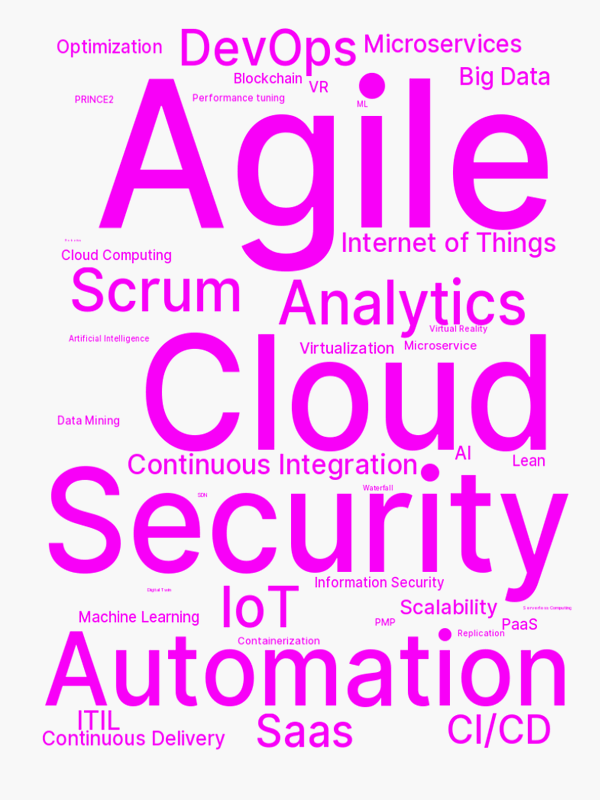 DevOps
Optimization
Microservices
Blockchain
VR
Big Data
PRINCE2
Performance tuning
ML
Agile
Internet of Things
Cloud Computing
Scrum
Analytics
Virtual Reality
Artificial Intelligence
Virtualization
Microservice
Cloud
Data Mining
AI
Lean
Continuous Integration
Waterfall
SDN
Security
Information Security
Digital Twin
IoT
Scalability
Serverless Computing
Machine Learning
PMP
PaaS
Replication
Containerization
Automation
ITIL
Saas
CI/CD
Continuous Delivery